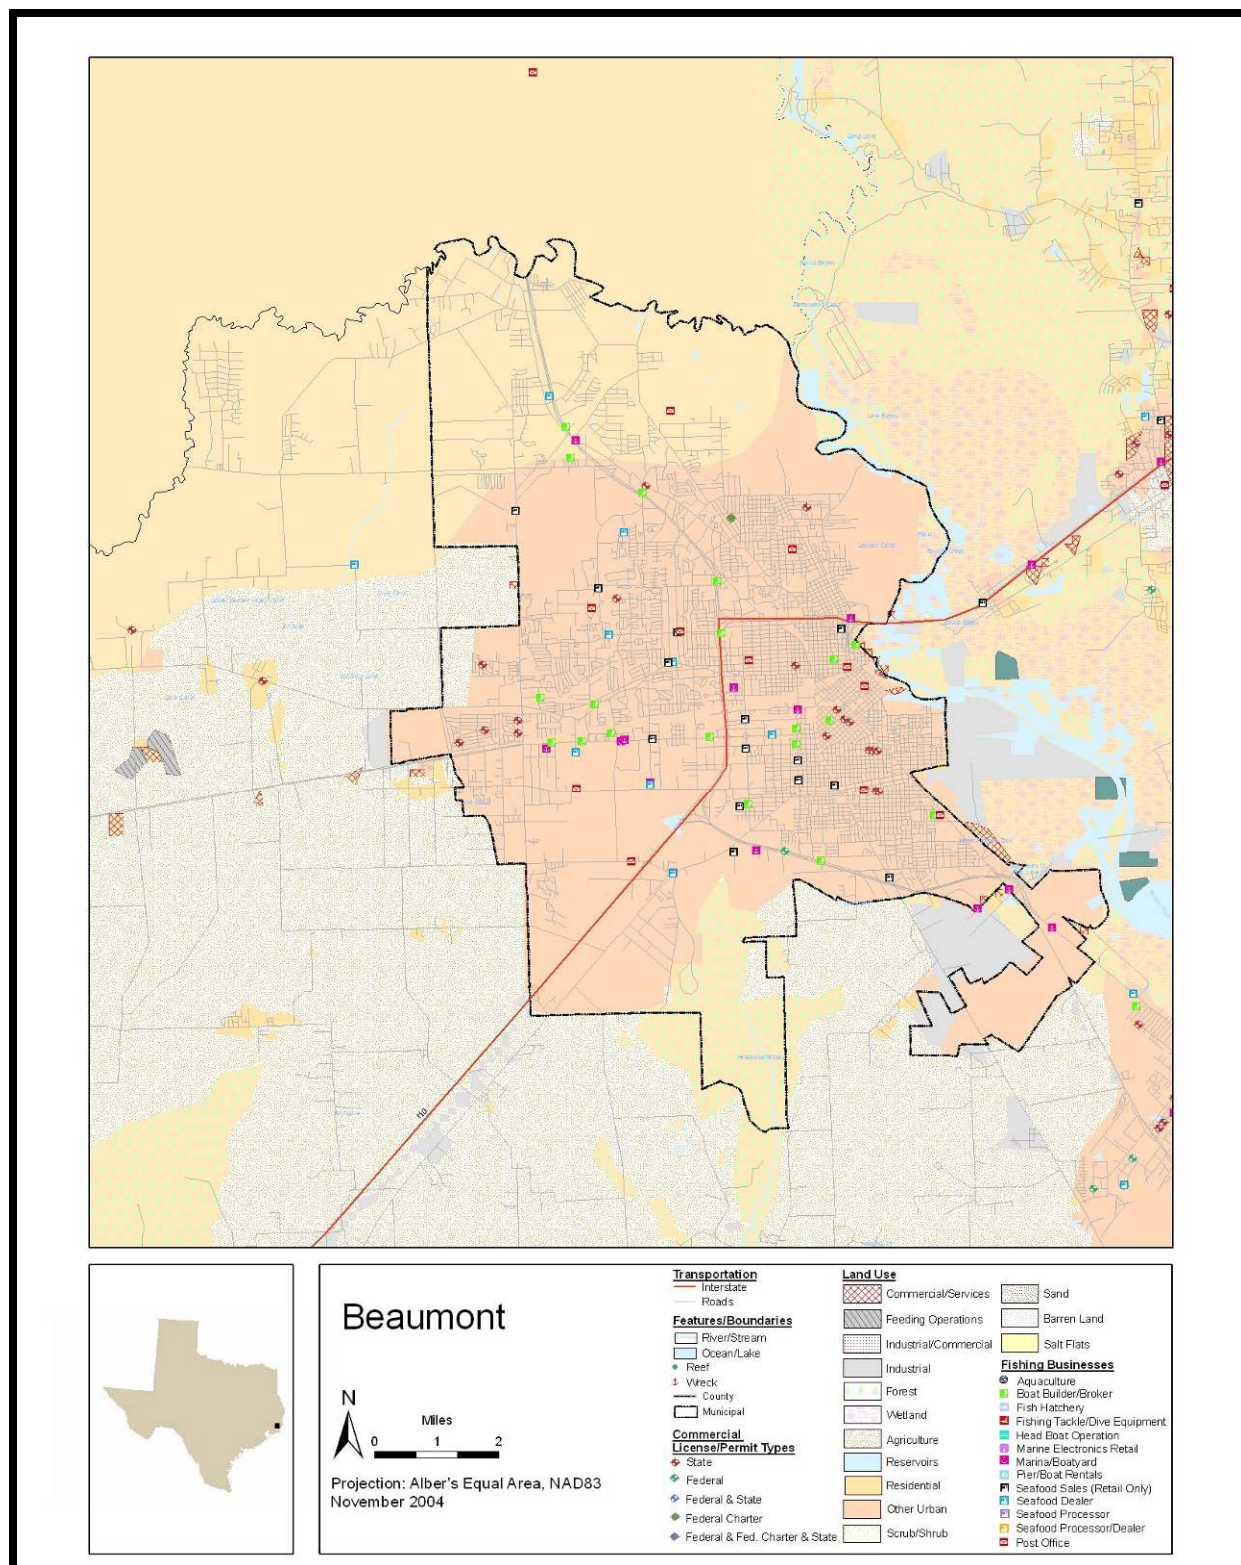 I10
Beaumont
N
Miles
0 1 2
Projection: Alber's Equal Area, NAD83
November 2004
Transportation
Interstate
Roads
Features/Boundaries
River/Stream
Ocean/Lake
Reef
Wreck
County
Municipal
Commercial
License/Permit Types
State
Federal
Federal & State
Federal Charter
Federal & Fed. Charter & State
Land Use
Commercial/Services
Feeding Operations
Industrial/Commercial
Industrial
Forest
Wetland
Agriculture
Reservoirs
Residential
Other Urban
Scrub/Shrub
Sand
Barren Land
Salt Flats
Fishing Businesses
Aquaculture
Boat Builder/Broker
Fish Hatchery
Fishing Tackle/Dive Equipment
Head Boat Operation
Marine Electronics Retail
Marina/Boatyard
Pier/Boat Rentals
Seafood Sales (Retail Only)
Seafood Dealer
Seafood Processor
Seafood Processor/Dealer
Post Office